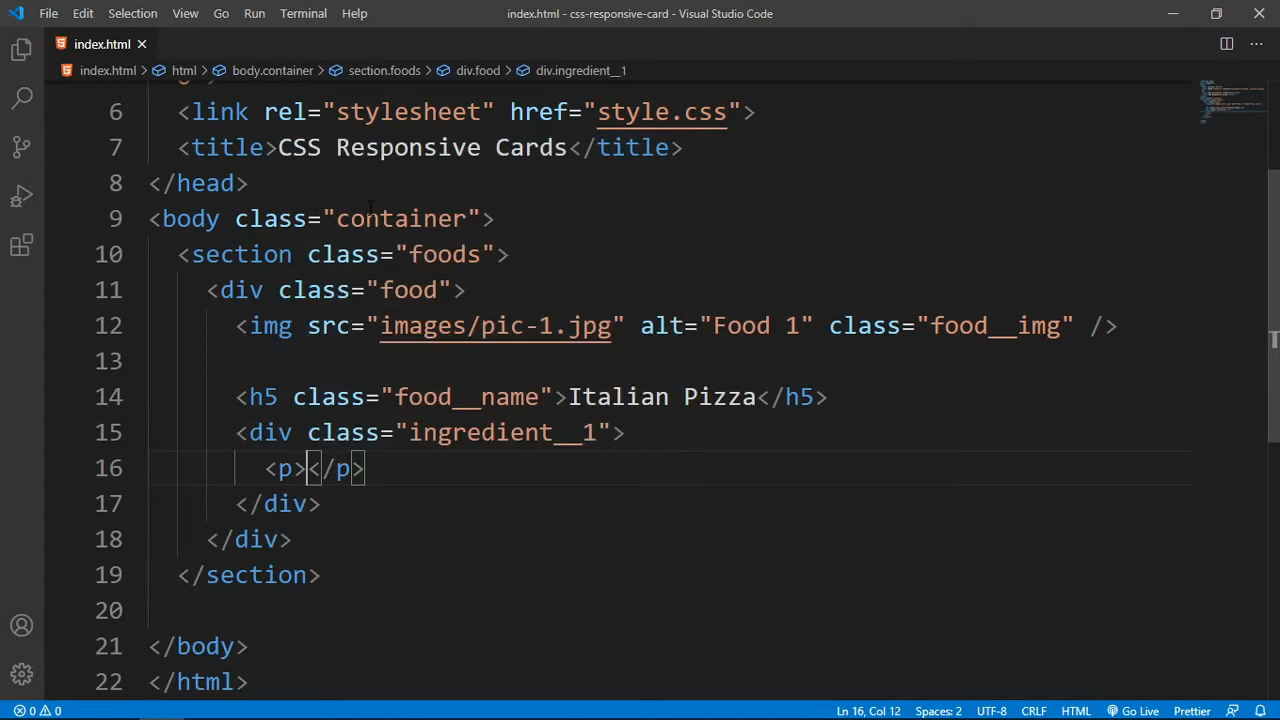 File Edit Selection View Go Run Terminal Help index.html - css-responsive-card - Visual Studio Code
index.html
index.html > html > body.container > section.foods > div.food > div.ingredient__1
6 <link rel="stylesheet" href="style.css">
7 <title>CSS Responsive Cards</title>
8 </head>
9 <body class="container">
10 <section class="foods">
11 <div class="food">
12 <img src="images/pic-1.jpg" alt="Food 1" class="food__img" />
13
14 <h5 class="food__name">Italian Pizza</h5>
15 <div class="ingredient__1">
16 <p></p>
17 </div>
18 </div>
19 </section>
20
21 </body>
22 </html>
0 0 Ln 16, Col 12 Spaces: 2 UTF-8 CRLF HTML Go Live Prettier